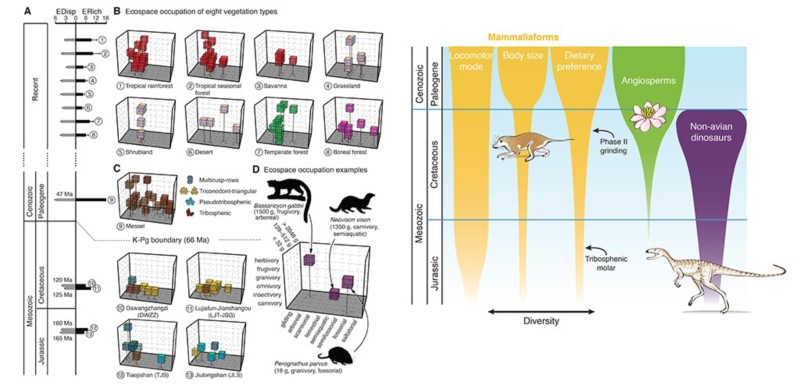 A
EDisp ERich
6 3 0 6 12 18
B Ecospace occupation of eight vegetation types
① Tropical rainforest
② Tropical seasonal
forest
③ Savanna
④ Grassland
⑤ Shrubland
⑥ Desert
⑦ Temperate forest
⑧ Boreal forest
Recent
①
②
③
④
⑤
⑥
⑦
⑧
Cenozoic
Paleogene
47 Ma
⑨
C
⑨ Messel
Multicusp-rows
Triconodont-triangular
Pseudotribosphenic
Tribosphenic
K-Pg boundary (66 Ma)
Mesozoic
Cretaceous
Jurassic
120 Ma
125 Ma
⑩
⑪
160 Ma
165 Ma
⑫
⑬
⑩ Dawangzhangzi
(DWZZ)
⑪ Lujiatun-Jianshangou
(LJT-JSG)
⑫ Tiaojishan (TJS)
⑬ Jiulongshan (JLS)
D Ecospace occupation examples
Bassaricyon gabbii
(1500 g, frugivory,
arboreal)
Neovison vison
(1350 g, carnivory,
semiaquatic)
> 2048 g
128–512 g
< 32 g
herbivory
frugivory
granivory
omnivory
insectivory
carnivory
gliding
arboreal
scansorial
terrestrial
semiaquatic
semifossorial
fossorial
saltatorial
Perognathus parvus
(18 g, granivory, fossorial)
Mammaliaforms
Locomotor
mode
Body size
Dietary
preference
Angiosperms
Non-avian
dinosaurs
Cenozoic
Paleogene
Mesozoic
Cretaceous
Jurassic
Phase II
grinding
Tribosphenic
molar
Diversity